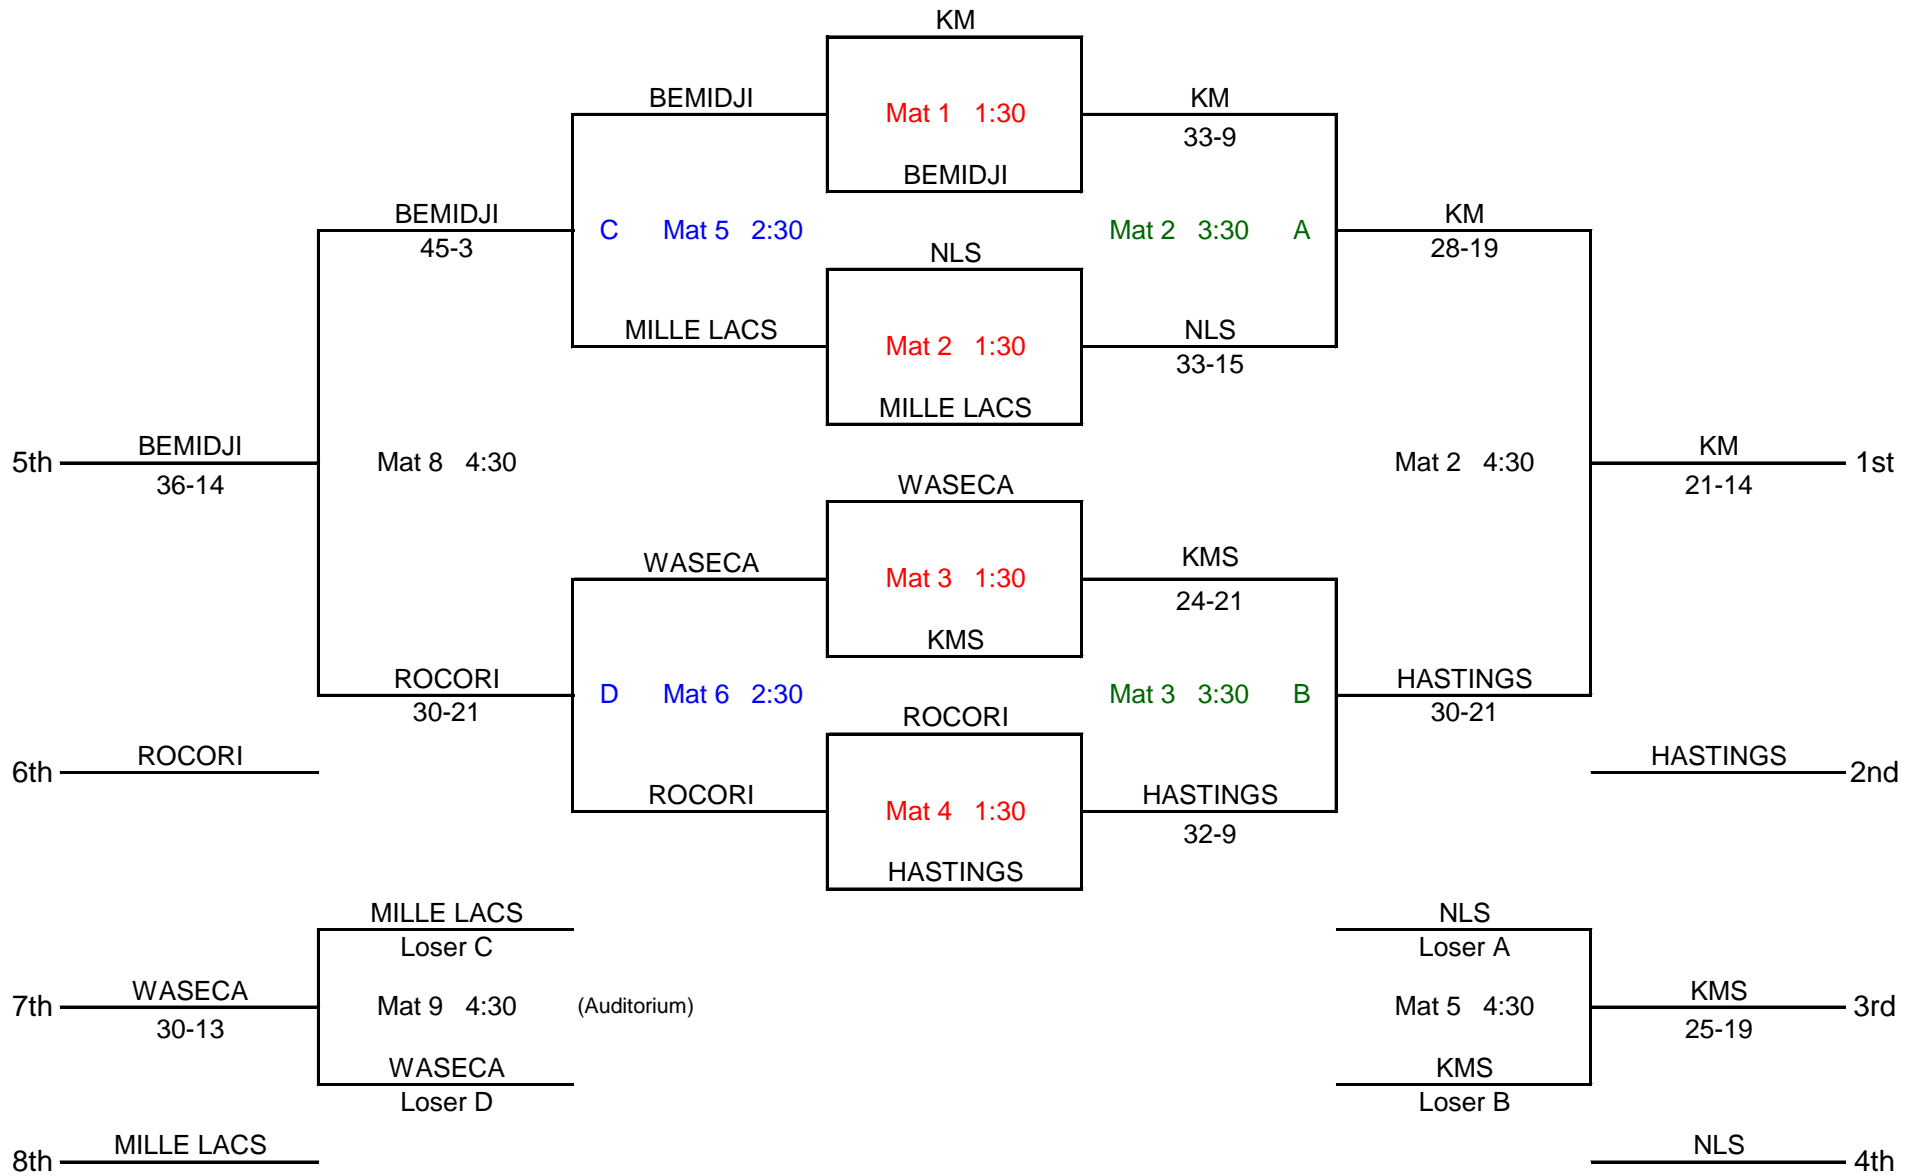 KM
BEMIDJI
KM
Mat 1 1:30
33-9
BEMIDJI
BEMIDJI
KM
C Mat 5 2:30
Mat 2 3:30 A
45-3
28-19
NLS
MILLE LACS
NLS
Mat 2 1:30
33-15
MILLE LACS
BEMIDJI
KM
5th
Mat 8 4:30
Mat 2 4:30
1st
36-14
21-14
WASECA
WASECA
KMS
Mat 3 1:30
24-21
KMS
ROCORI
HASTINGS
D Mat 6 2:30
Mat 3 3:30 B
30-21
30-21
ROCORI
ROCORI
HASTINGS
6th
2nd
ROCORI
HASTINGS
Mat 4 1:30
32-9
HASTINGS
MILLE LACS
NLS
Loser C
Loser A
WASECA
KMS
7th
Mat 9 4:30
(Auditorium)
Mat 5 4:30
3rd
30-13
25-19
WASECA
KMS
Loser D
Loser B
MILLE LACS
NLS
8th
4th